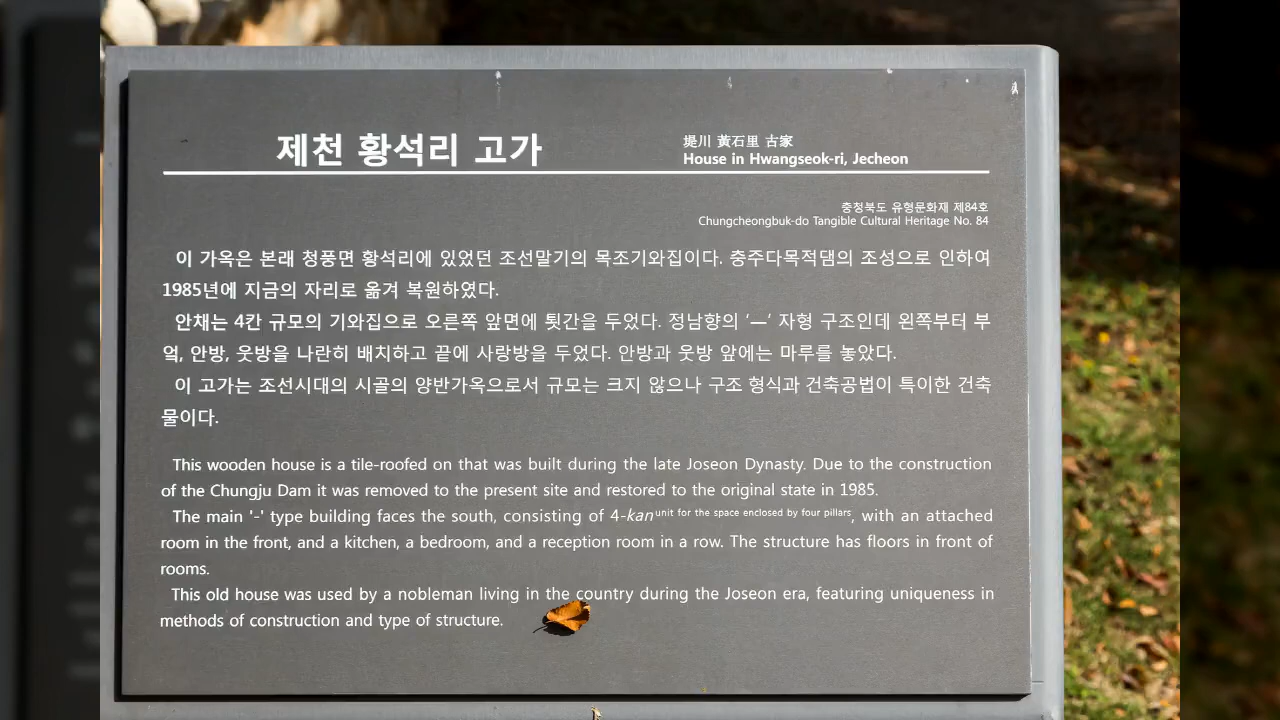 제천 황석리 고가
堤川 黃石里 古家
House in Hwangseok-ri, Jecheon
충청북도 유형문화재 제84호
Chungcheongbuk-do Tangible Cultural Heritage No. 84
이 가옥은 본래 청풍면 황석리에 있었던 조선말기의 목조기와집이다. 충주다목적댐의 조성으로 인하여
1985년에 지금의 자리로 옮겨 복원하였다.
안채는 4칸 규모의 기와집으로 오른쪽 앞면에 툇간을 두었다. 정남향의 ‘ㅡ’ 자형 구조인데 왼쪽부터 부
엌, 안방, 웃방을 나란히 배치하고 끝에 사랑방을 두었다. 안방과 웃방 앞에는 마루를 놓았다.
이 고가는 조선시대의 시골의 양반가옥으로서 규모는 크지 않으나 구조 형식과 건축공법이 특이한 건축
물이다.
This wooden house is a tile-roofed on that was built during the late Joseon Dynasty. Due to the construction
of the Chungju Dam it was removed to the present site and restored to the original state in 1985.
The main '-' type building faces the south, consisting of 4-kan unit for the space enclosed by four pillars, with an attached
room in the front, and a kitchen, a bedroom, and a reception room in a row. The structure has floors in front of
rooms.
This old house was used by a nobleman living in the country during the Joseon era, featuring uniqueness in
methods of construction and type of structure.